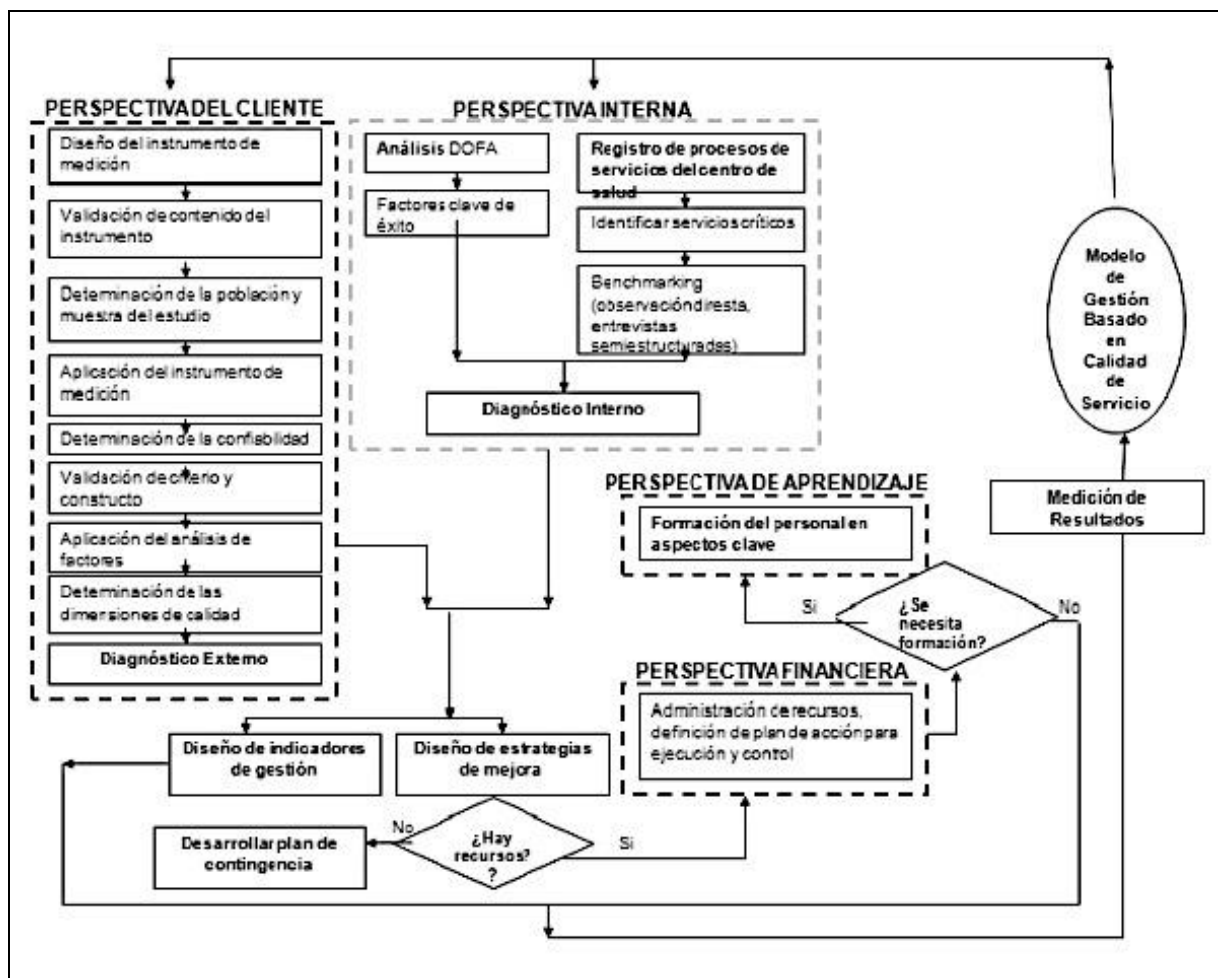 PERSPECTIVA DEL CLIENTE
Diseño del instrumento de
medición
Validación de contenido del
instrumento
Determinación de la población y
muestra del estudio
Aplicación del instrumento de
medición
Determinación de la confiabilidad
Validación de criterio y
constructo
Aplicación del análisis de
factores
Determinación de las
dimensiones de calidad
Diagnóstico Externo
PERSPECTIVA INTERNA
Análisis DOFA
Factores clave de
éxito
Registro de procesos de
servicios del centro de
salud
Identificar servicios críticos
Benchmarking
(observación diresta,
entrevistas
semiestructuradas)
Diagnóstico Interno
Modelo
de
Gestión
Basado
en
Calidad
de
Servicio
Medición de
Resultados
PERSPECTIVA DE APRENDIZAJE
Formación del personal en
aspectos clave
Si
¿Se
necesita
formación?
No
PERSPECTIVA FINANCIERA
Administración de recursos,
definición de plan de acción para
ejecución y control
Diseño de indicadores
de gestión
Diseño de estrategias
de mejora
No
¿Hay
recursos?
?
Si
Desarrollar plan de
contingencia